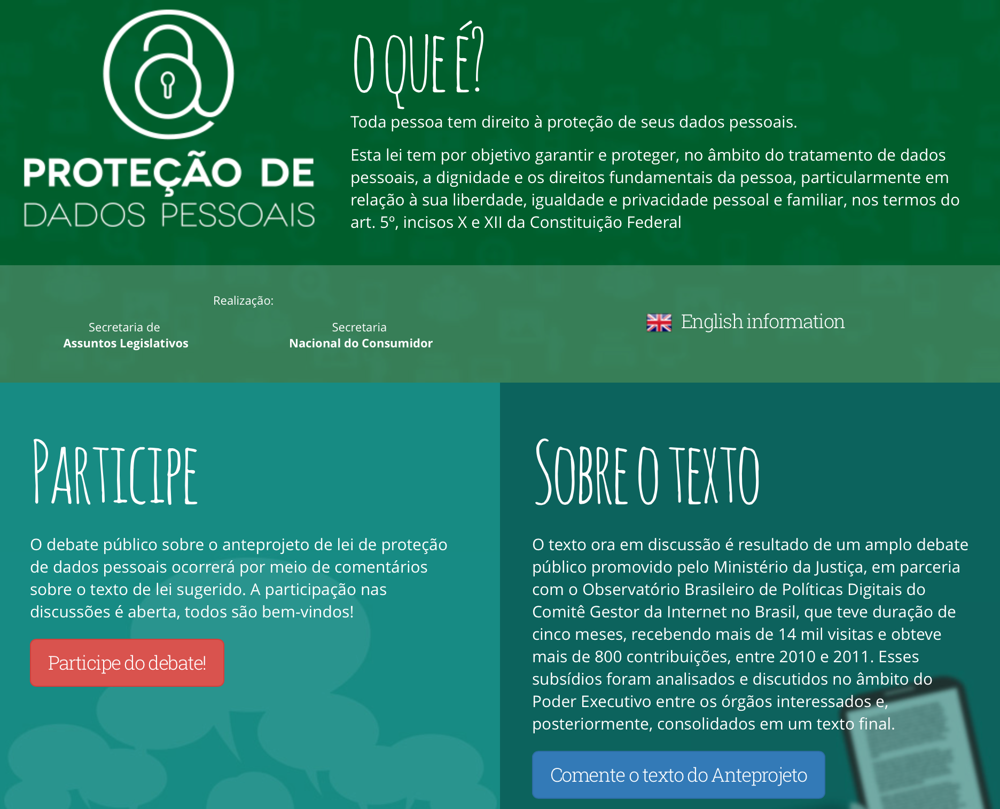 PROTEÇÃO DE
DADOS PESSOAIS
O QUE É?
Toda pessoa tem direito à proteção de seus dados pessoais.
Esta lei tem por objetivo garantir e proteger, no âmbito do tratamento de dados
pessoais, a dignidade e os direitos fundamentais da pessoa, particularmente em
relação à sua liberdade, igualdade e privacidade pessoal e familiar, nos termos do
art. 5º, incisos X e XII da Constituição Federal
Realização:
Secretaria de
Assuntos Legislativos
Secretaria
Nacional do Consumidor
English information
PARTICIPE
O debate público sobre o anteprojeto de lei de proteção
de dados pessoais ocorrerá por meio de comentários
sobre o texto de lei sugerido. A participação nas
discussões é aberta, todos são bem-vindos!
Participe do debate!
SOBRE O TEXTO
O texto ora em discussão é resultado de um amplo debate
público promovido pelo Ministério da Justiça, em parceria
com o Observatório Brasileiro de Políticas Digitais do
Comitê Gestor da Internet no Brasil, que teve duração de
cinco meses, recebendo mais de 14 mil visitas e obteve
mais de 800 contribuições, entre 2010 e 2011. Esses
subsídios foram analisados e discutidos no âmbito do
Poder Executivo entre os órgãos interessados e,
posteriormente, consolidados em um texto final.
Comente o texto do Anteprojeto